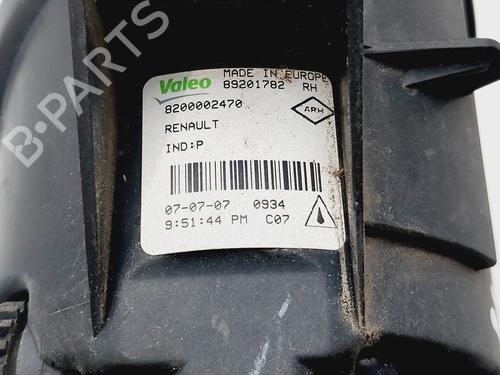 Valeo MADE IN EUROPE
89201782 RH
8200002470
ARH
RENAULT
IND:P
07-07-07 0934
9:51:44 PM C07
B-PARTS